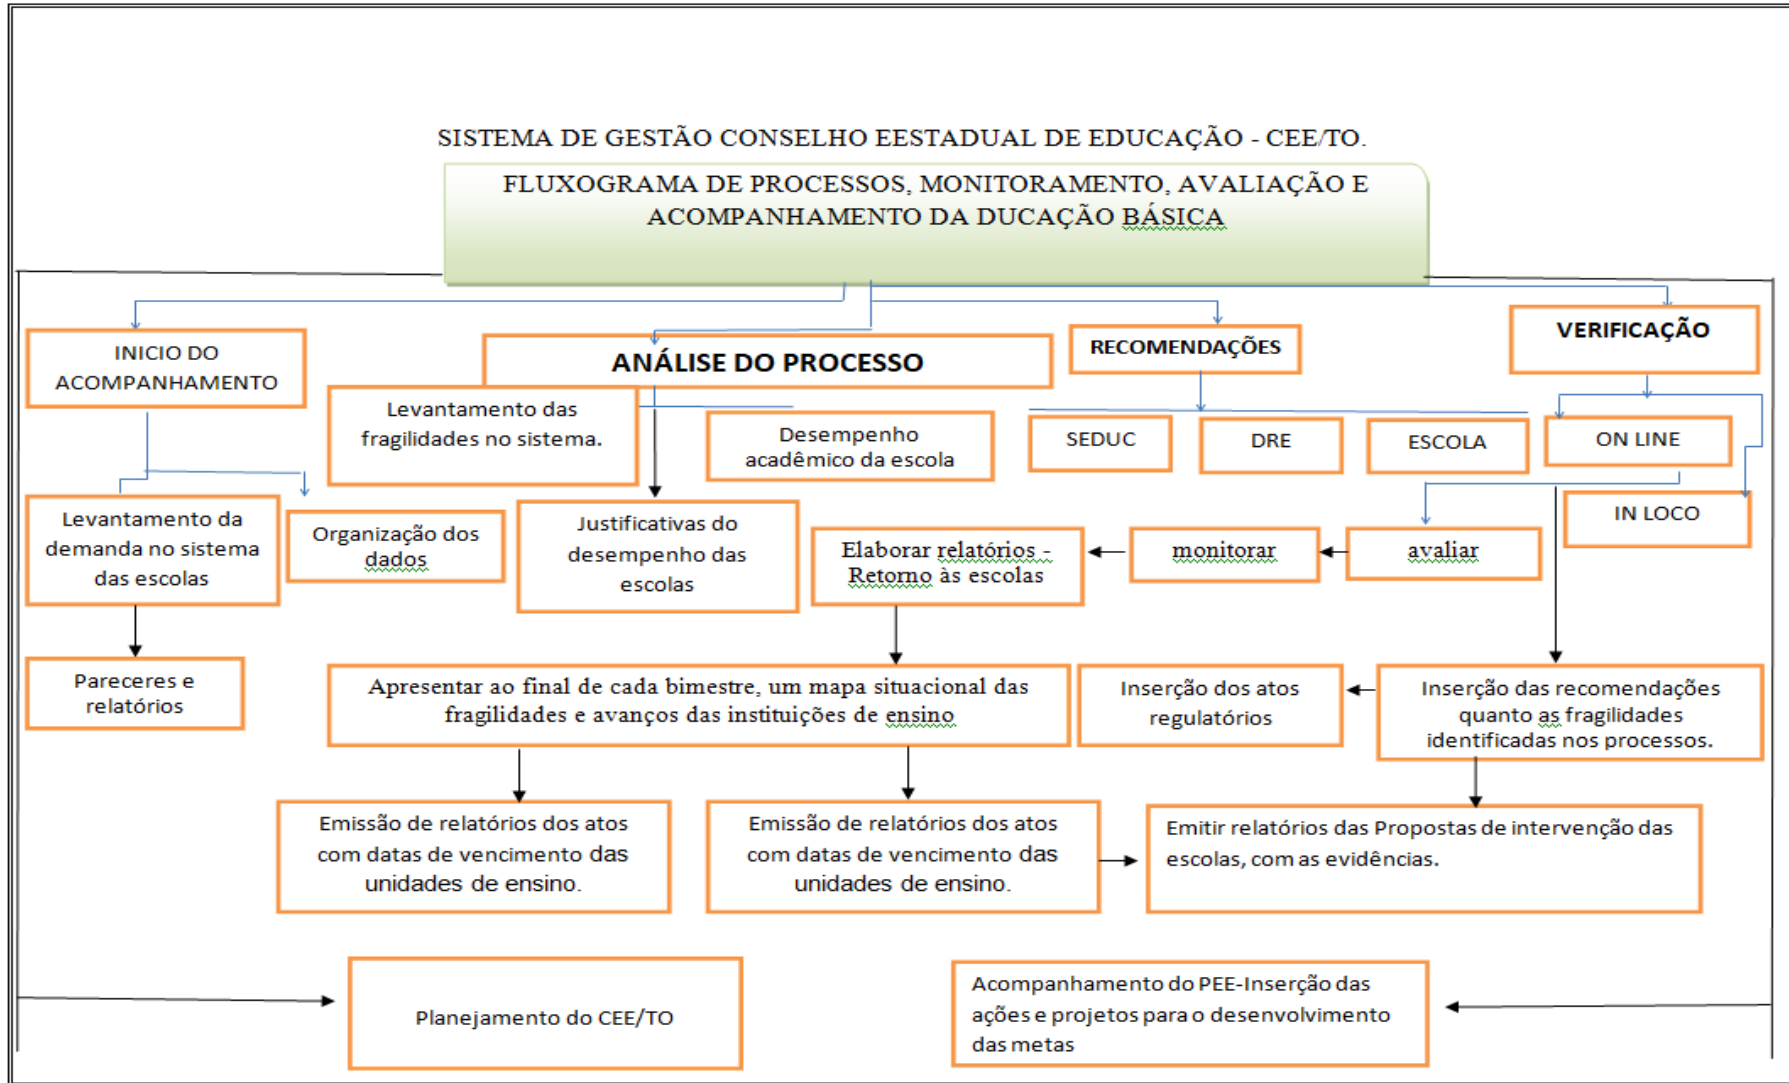 SISTEMA DE GESTÃO CONSELHO EESTADUAL DE EDUCAÇÃO - CEE/TO.
FLUXOGRAMA DE PROCESSOS, MONITORAMENTO, AVALIAÇÃO E
ACOMPANHAMENTO DA DUCAÇÃO BÁSICA
INICIO DO
ACOMPANHAMENTO
ANÁLISE DO PROCESSO
RECOMENDAÇÕES
VERIFICAÇÃO
Levantamento das
fragilidades no sistema.
Desempenho
acadêmico da escola
SEDUC
DRE
ESCOLA
ON LINE
IN LOCO
Levantamento da
demanda no sistema
das escolas
Organização dos
dados
Justificativas do
desempenho das
escolas
Elaborar relatórios -
Retorno às escolas
monitorar
avaliar
Pareceres e
relatórios
Apresentar ao final de cada bimestre, um mapa situacional das
fragilidades e avanços das instituições de ensino
Inserção dos atos
regulatórios
Inserção das recomendações
quanto as fragilidades
identificadas nos processos.
Emissão de relatórios dos atos
com datas de vencimento das
unidades de ensino.
Emissão de relatórios dos atos
com datas de vencimento das
unidades de ensino.
Emitir relatórios das Propostas de intervenção das
escolas, com as evidências.
Planejamento do CEE/TO
Acompanhamento do PEE-Inserção das
ações e projetos para o desenvolvimento
das metas